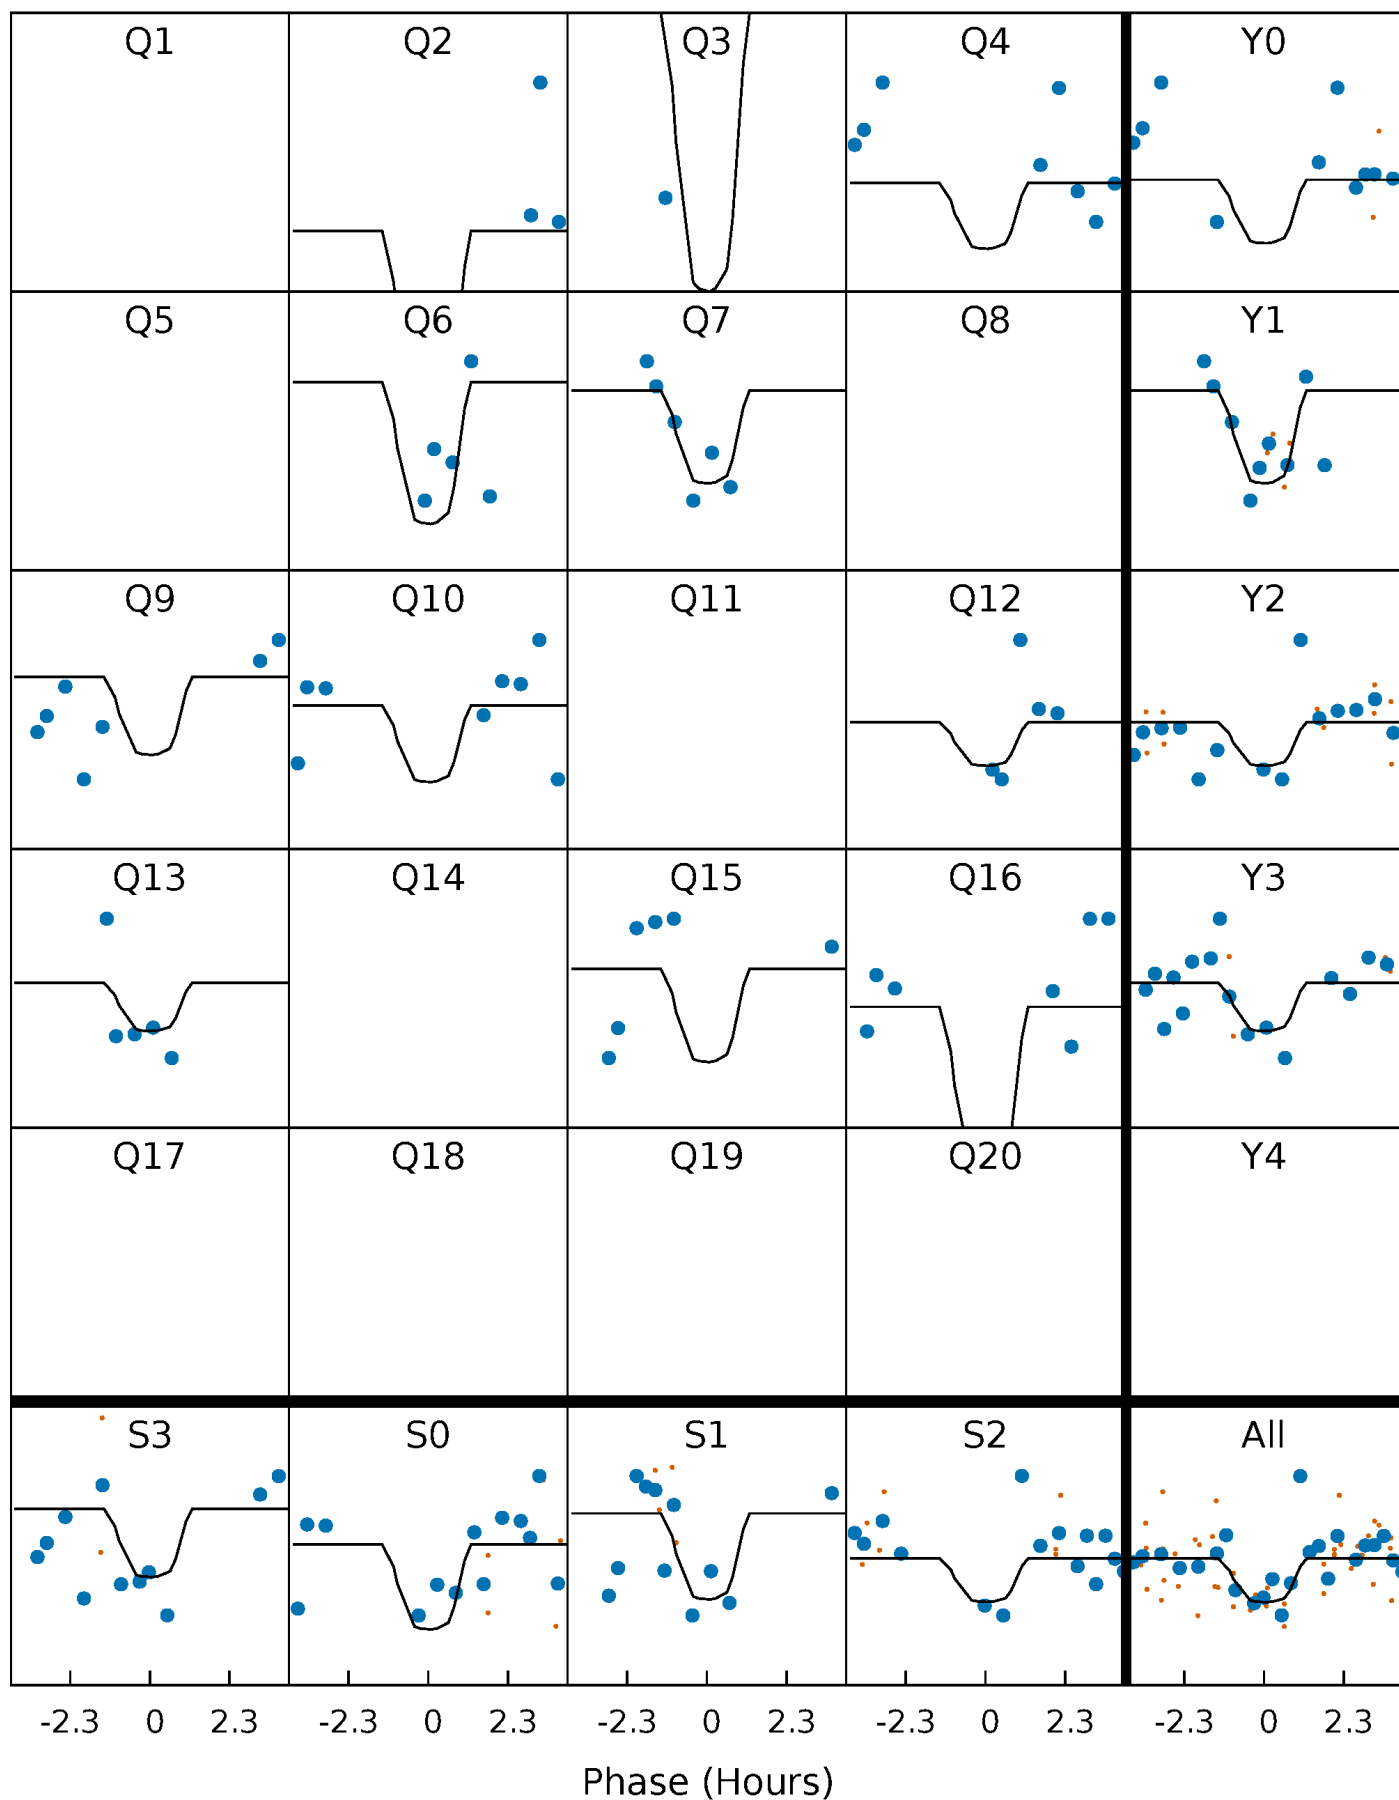 Q1 Q2 Q3 Q4 Y0
Q5 Q6 Q7 Q8 Y1
Q9 Q10 Q11 Q12 Y2
Q13 Q14 Q15 Q16 Y3
Q17 Q18 Q19 Q20 Y4
S3 S0 S1 S2 All
-2.3 0 2.3 -2.3 0 2.3 -2.3 0 2.3 -2.3 0 2.3 -2.3 0 2.3
Phase (Hours)